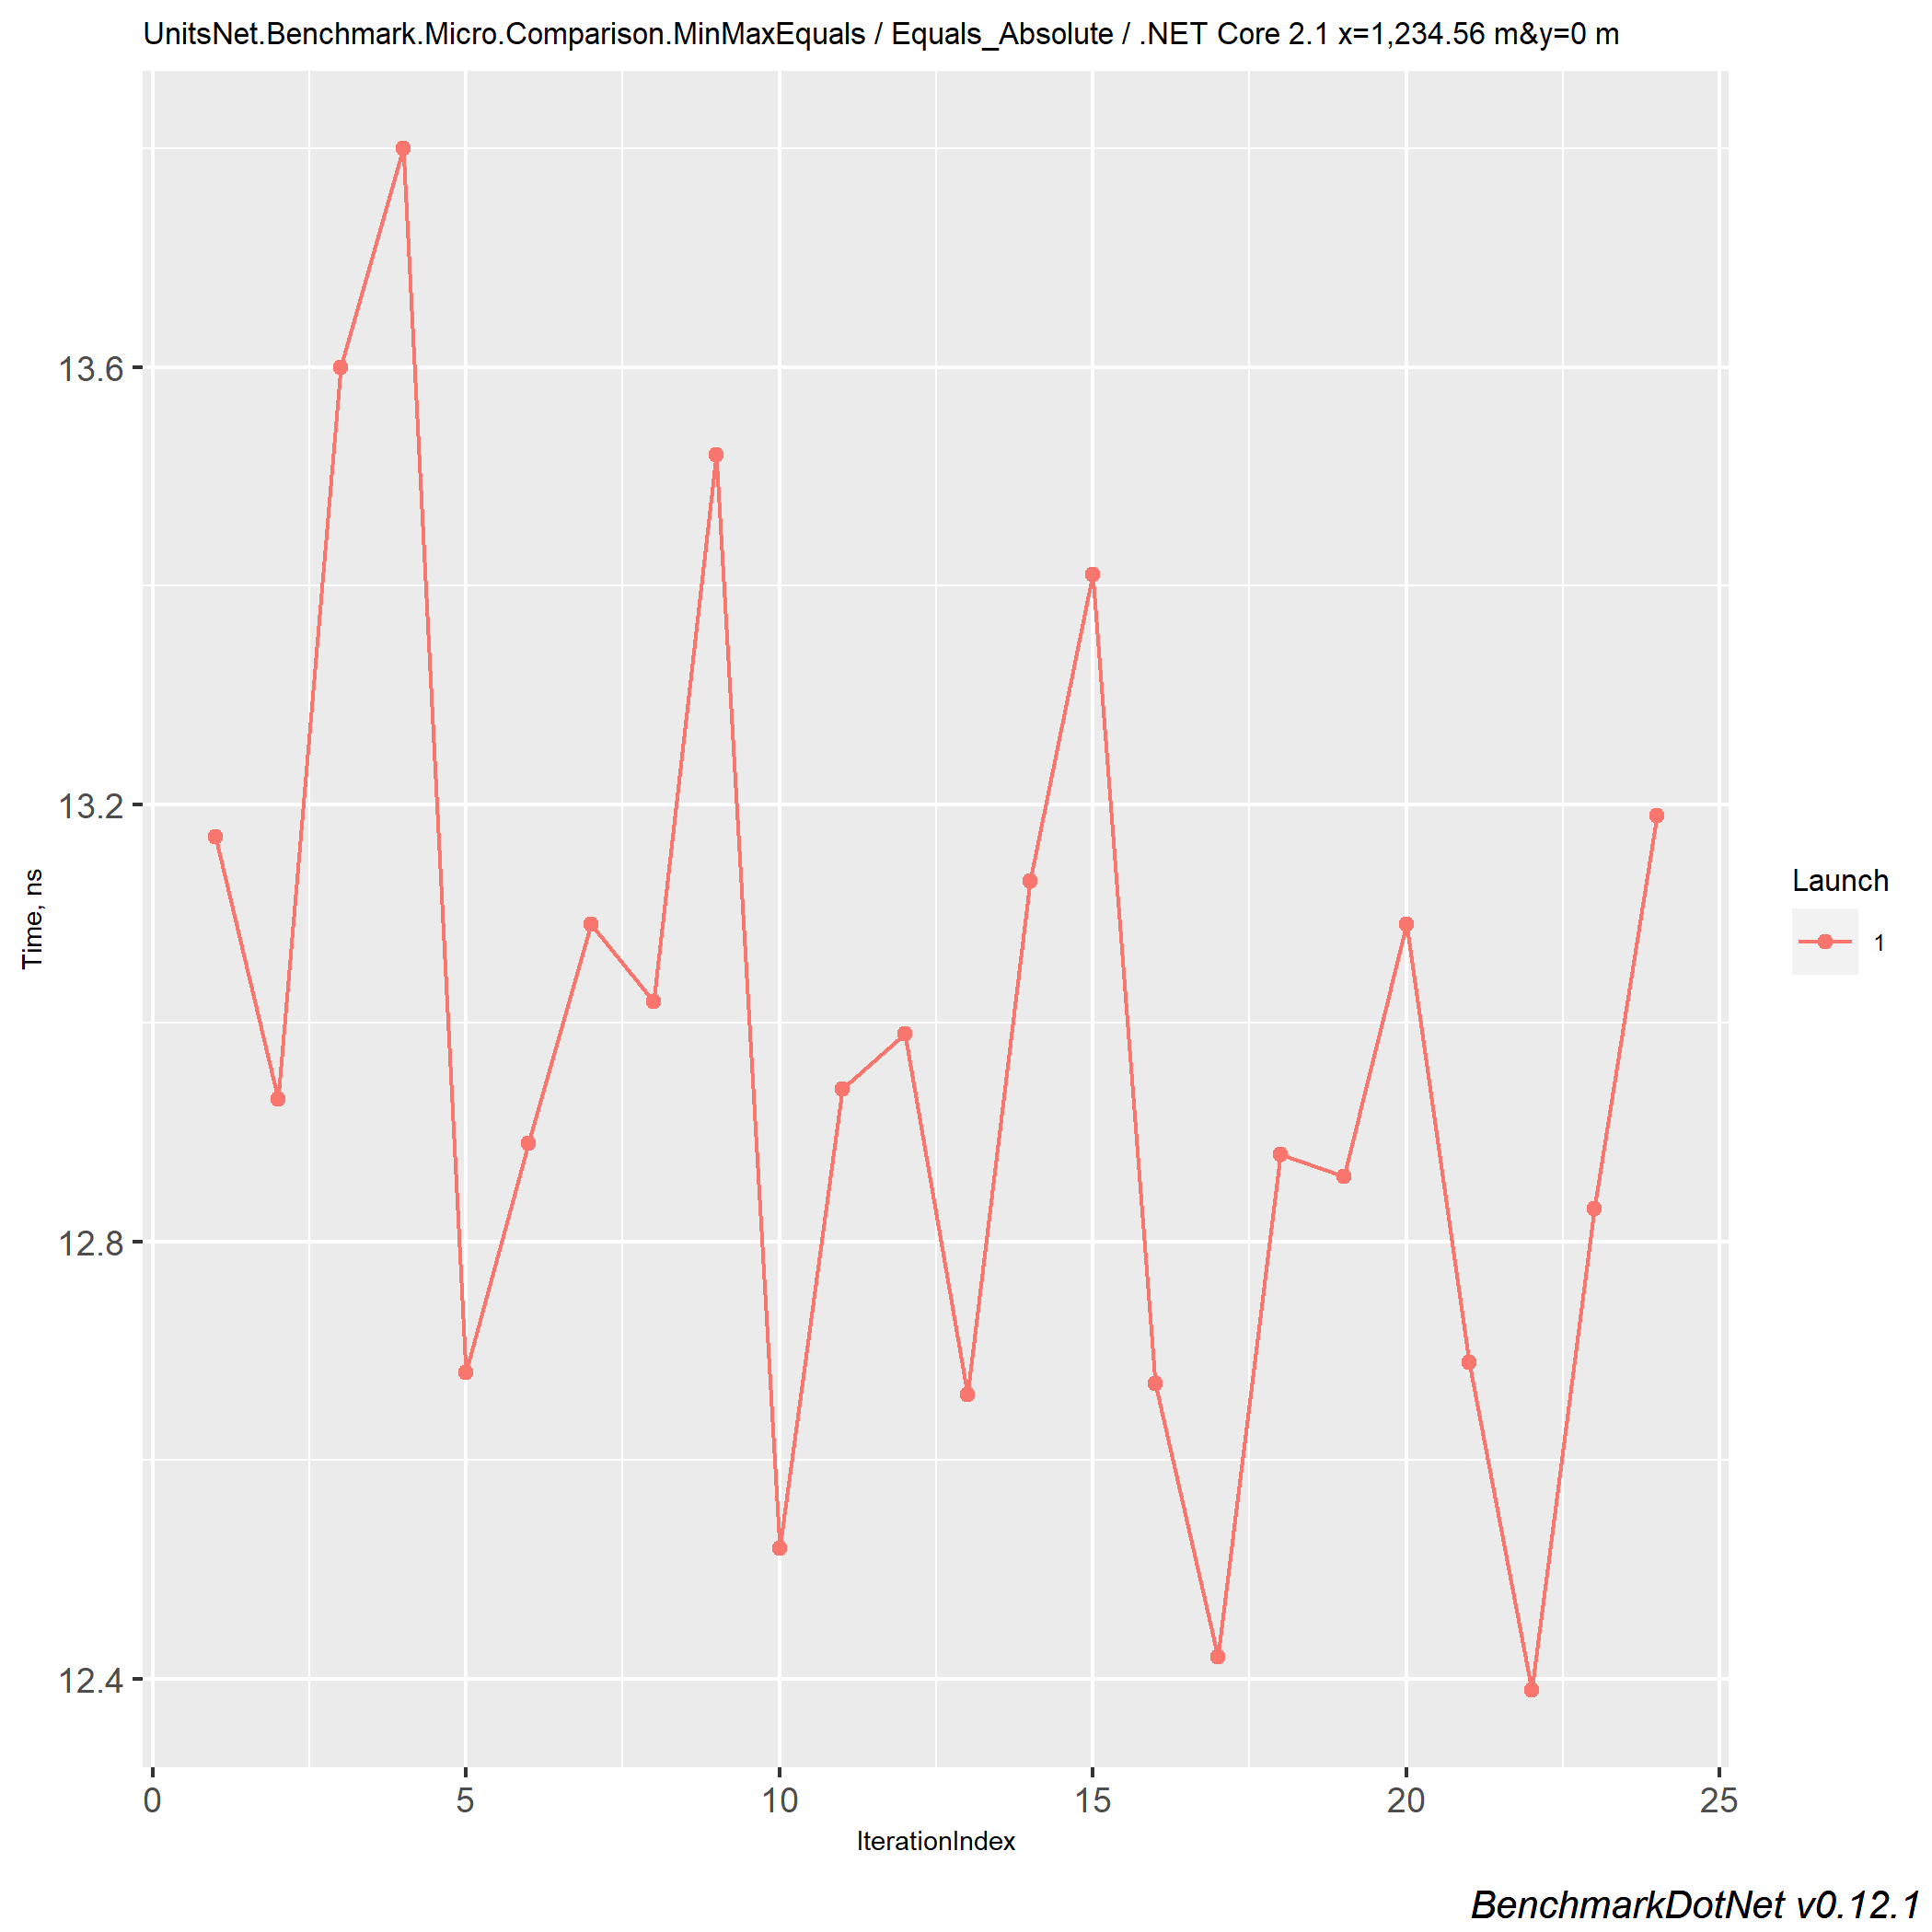 UnitsNet.Benchmark.Micro.Comparison.MinMaxEquals / Equals_Absolute / .NET Core 2.1 x=1,234.56 m&y=0 m
13.6
13.2
12.8
12.4
Time, ns
0 5 10 15 20 25
IterationIndex
Launch
1
BenchmarkDotNet v0.12.1